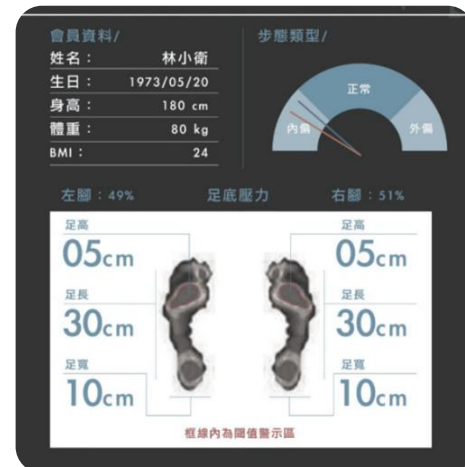 會員資料/
姓名： 林小衛
生日： 1973/05/20
身高： 180 cm
體重： 80 kg
BMI： 24
步態類型/
正常
內偏
外偏
左腳：49% 足底壓力 右腳：51%
足高
05cm
足長
30cm
足寬
10cm
足高
05cm
足長
30cm
足寬
10cm
框線內為閾值警示區